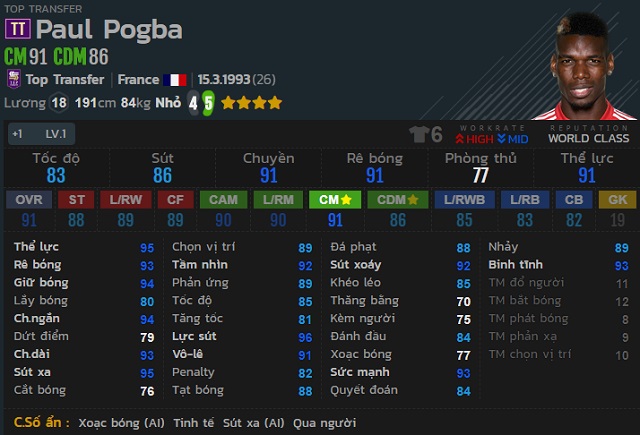 TOP TRANSFER
TT Paul Pogba
CM 91 CDM 86
Top Transfer France 15.3.1993 (26)
Lương 18 191cm 84kg Nhỏ 4 5
+1 LV.1
6 WORKRATE HIGH MID REPUTATION WORLD CLASS
Tốc độ Sút Chuyền Rê bóng Phòng thủ Thể lực
83 86 91 91 77 91
OVR ST L/RW CF CAM L/RM CM CDM L/RWB L/RB CB GK
91 88 89 89 90 90 91 86 85 83 82 19
Thể lực 95 Chọn vị trí 89 Đá phạt 88 Nhảy 89
Rê bóng 93 Tầm nhìn 92 Sút xoáy 92 Bình tĩnh 93
Giữ bóng 94 Phản ứng 89 Khéo léo 85 TM đổ người 11
Lấy bóng 80 Tốc độ 85 Thăng bằng 70 TM bắt bóng 12
Ch.ngắn 94 Tăng tốc 81 Kèm người 75 TM phát bóng 8
Dứt điểm 79 Lực sút 96 Đánh đầu 84 TM phản xạ 9
Ch.dài 93 Vô-lê 91 Xoạc bóng 77 TM chọn vị trí 10
Sút xa 95 Penalty 82 Sức mạnh 93
Cắt bóng 76 Tạt bóng 88 Quyết đoán 84
C.Số ẩn : Xoạc bóng (AI) Tinh tế Sút xa (AI) Qua người